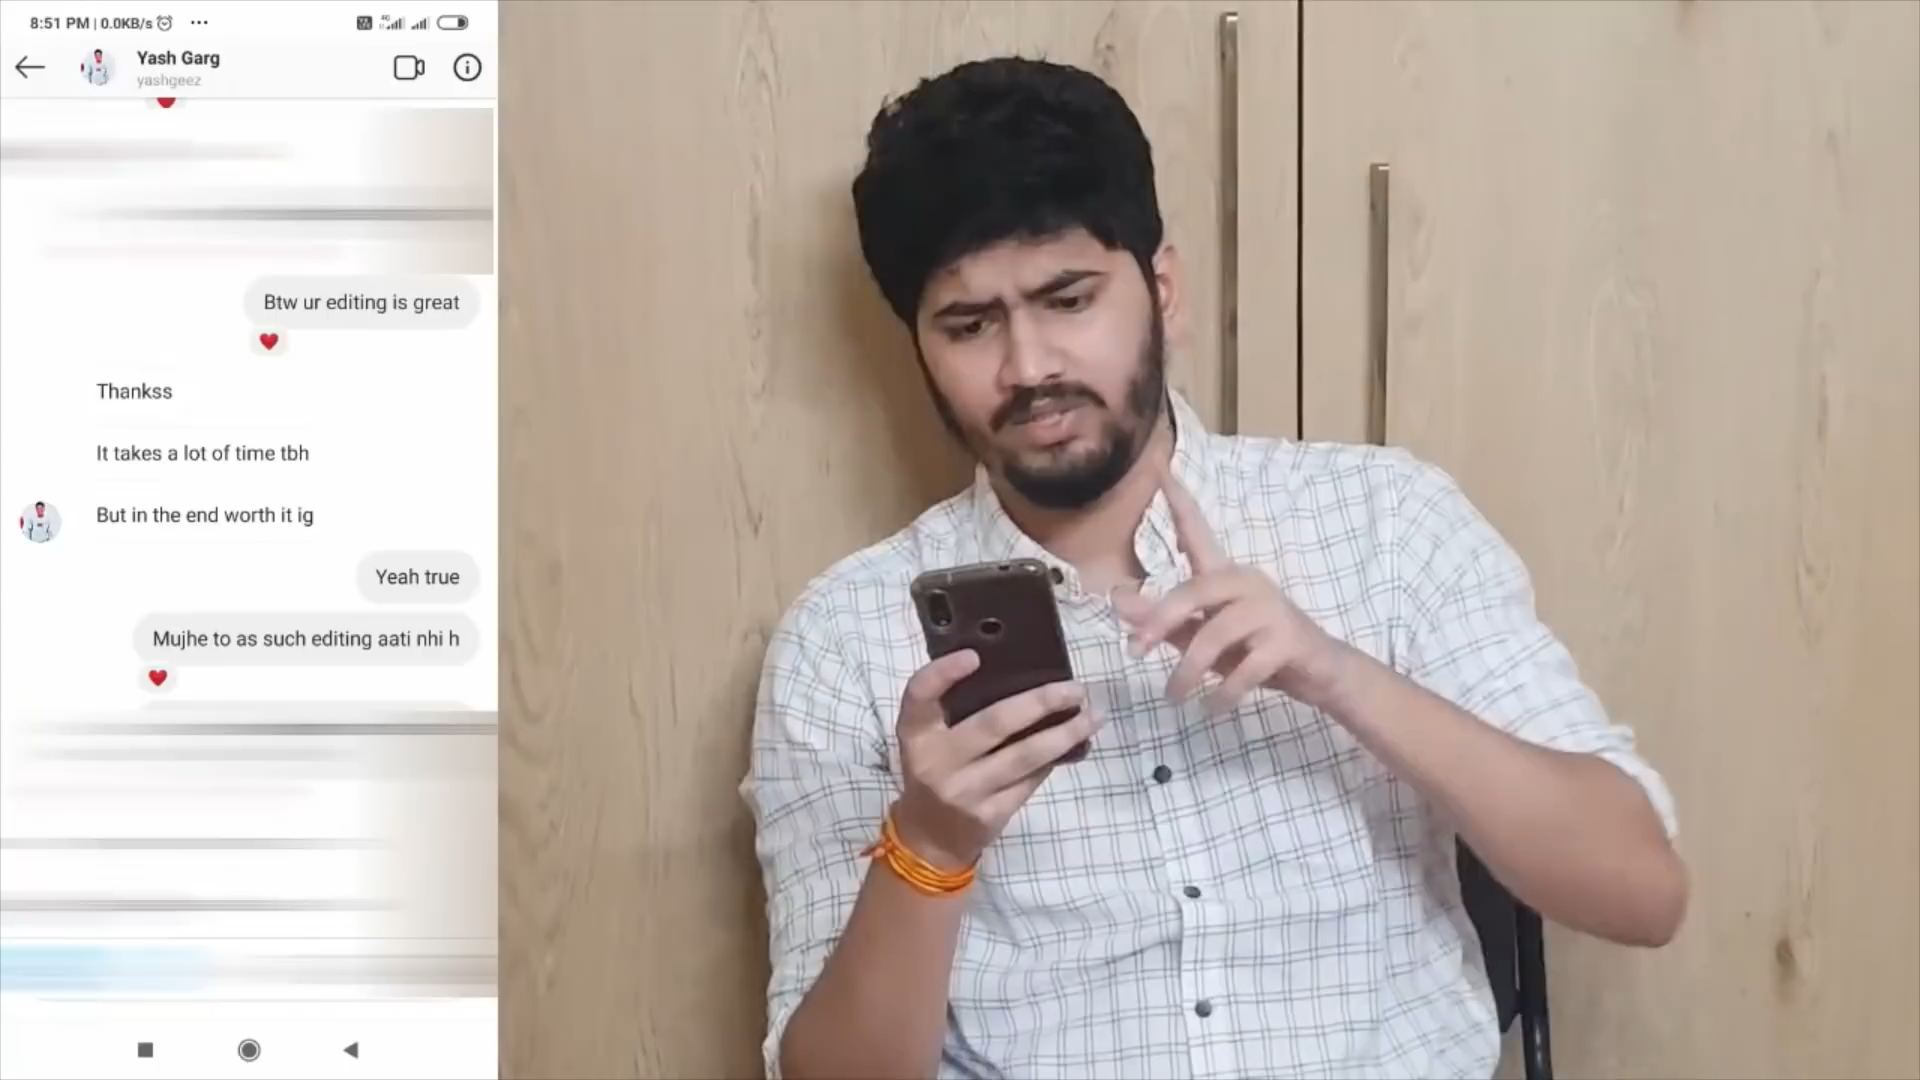 8:51 PM | 0.0KB/s
Yash Garg
yashgeez
Btw ur editing is great
Thankss
It takes a lot of time tbh
But in the end worth it ig
Yeah true
Mujhe to as such editing aati nhi h